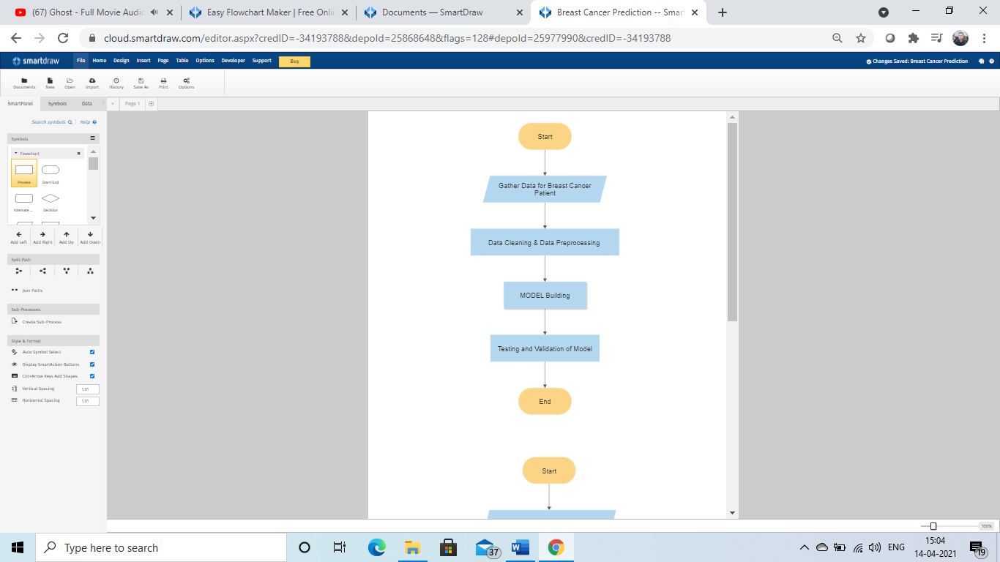 (67) Ghost - Full Movie Audio
Easy Flowchart Maker | Free Onli
Documents — SmartDraw
Breast Cancer Prediction -- Smart
cloud.smartdraw.com/editor.aspx?credID=-34193788&depoId=25868648&flags=128#depoId=25977990&credID=-34193788
smartdraw File Home Design Insert Page Table Options Developer Support Buy
Changes Saved: Breast Cancer Prediction
Documents New Open Import History Save As Print Options
SmartPanel Symbols Data > Page 1
Search symbols Help
Symbols
Flowchart
Process Start/End
Alternate ... Decision
Add Left Add Right Add Up Add Down
Split Path
Join Paths
Sub-Processes
Create Sub-Process
Style & Format
Auto Symbol Select
Display SmartAction Buttons
Ctrl+Arrow Keys Add Shapes
Vertical Spacing 1,01
Horizontal Spacing 1,01
Start
Gather Data for Breast Cancer
Patient
Data Cleaning & Data Preprocessing
MODEL Building
Testing and Validation of Model
End
Start
100%
Type here to search
37
ENG
15:04
14-04-2021
19